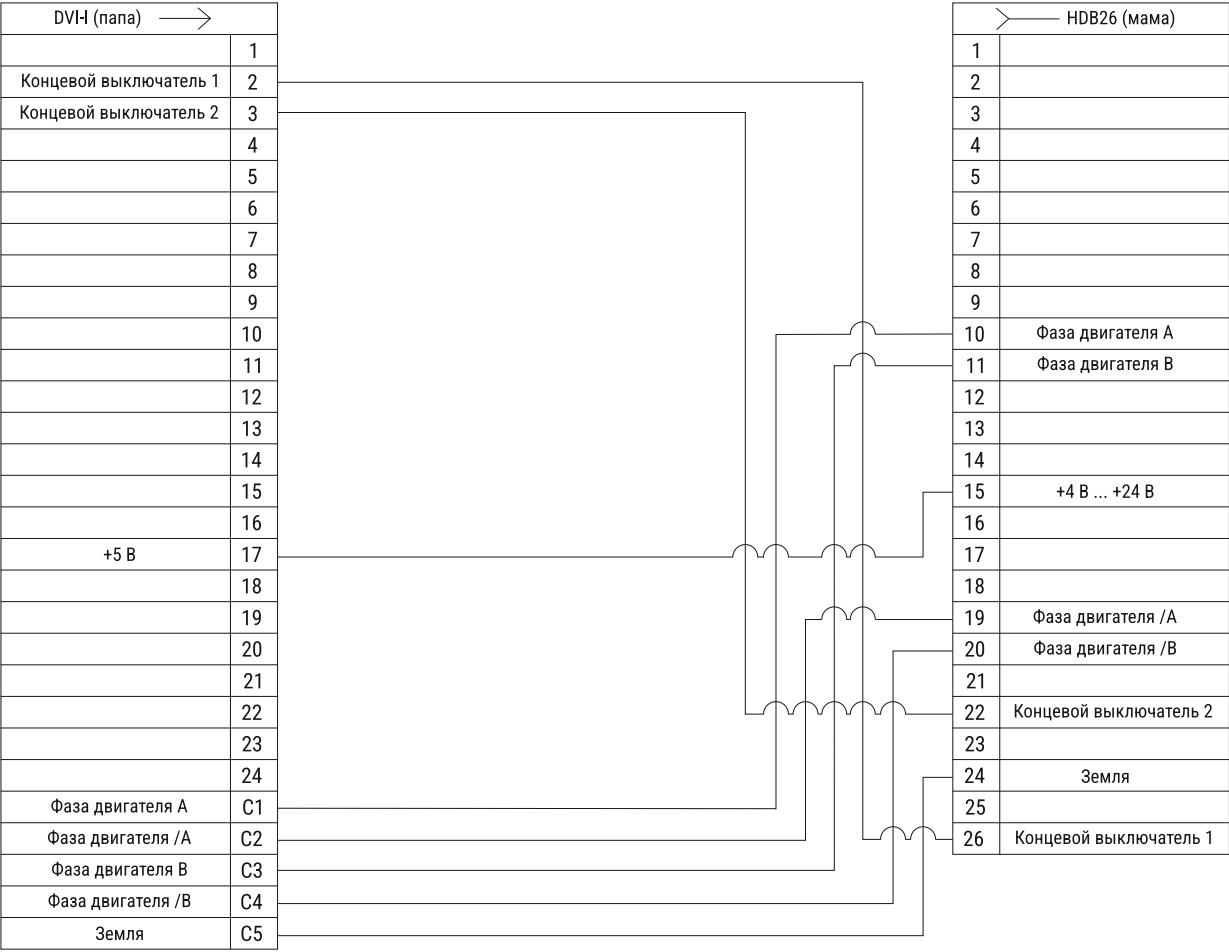 DVI-I (папа)
1
Концевой выключатель 1 2
Концевой выключатель 2 3
4
5
6
7
8
9
10
11
12
13
14
15
16
+5 В 17
18
19
20
21
22
23
24
Фаза двигателя A C1
Фаза двигателя /A C2
Фаза двигателя B C3
Фаза двигателя /B C4
Земля C5
HDB26 (мама)
1
2
3
4
5
6
7
8
9
10 Фаза двигателя A
11 Фаза двигателя B
12
13
14
15 +4 В ... +24 В
16
17
18
19 Фаза двигателя /A
20 Фаза двигателя /B
21
22 Концевой выключатель 2
23
24 Земля
25
26 Концевой выключатель 1